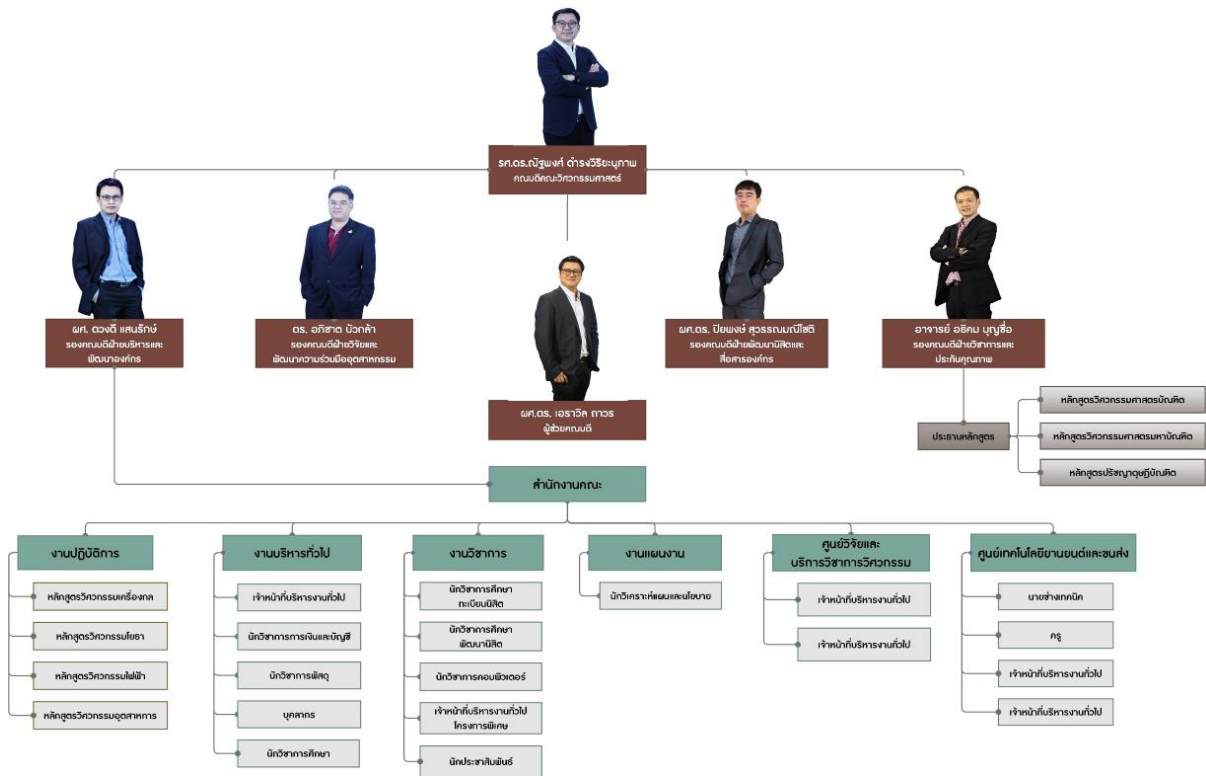 รศ.ดร.ณัฐพงศ์ ดำรงวิริยะนุภาพ
คณบดีคณะวิศวกรรมศาสตร์
ผศ. ดวงดี แสนรักษ์
รองคณบดีฝ่ายบริหารและ
พัฒนาองค์กร
ดร. อภิชาต บัวกล้า
รองคณบดีฝ่ายวิจัยและ
พัฒนาความร่วมมืออุตสาหกรรม
ผศ.ดร. ปิยพงษ์ สุวรรณมณีโชติ
รองคณบดีฝ่ายพัฒนานิสิตและ
สื่อสารองค์กร
อาจารย์ อธิคม บุญซื่อ
รองคณบดีฝ่ายวิชาการและ
ประกันคุณภาพ
ผศ.ดร. เอราวิล ถาวร
ผู้ช่วยคณบดี
ประธานหลักสูตร
หลักสูตรวิศวกรรมศาสตรบัณฑิต
หลักสูตรวิศวกรรมศาสตรมหาบัณฑิต
หลักสูตรปรัชญาดุษฎีบัณฑิต
สำนักงานคณะ
งานปฏิบัติการ
หลักสูตรวิศวกรรมเครื่องกล
หลักสูตรวิศวกรรมโยธา
หลักสูตรวิศวกรรมไฟฟ้า
หลักสูตรวิศวกรรมอุตสาหการ
งานบริหารทั่วไป
เจ้าหน้าที่บริหารงานทั่วไป
นักวิชาการการเงินและบัญชี
นักวิชาการพัสดุ
บุคลากร
นักวิชาการศึกษา
งานวิชาการ
นักวิชาการศึกษา
ทะเบียนนิสิต
นักวิชาการศึกษา
พัฒนานิสิต
นักวิชาการคอมพิวเตอร์
เจ้าหน้าที่บริหารงานทั่วไป
โครงการพิเศษ
นักประชาสัมพันธ์
งานแผนงาน
นักวิเคราะห์แผนและนโยบาย
ศูนย์วิจัยและ
บริการวิชาการวิศวกรรม
เจ้าหน้าที่บริหารงานทั่วไป
เจ้าหน้าที่บริหารงานทั่วไป
ศูนย์เทคโนโลยียานยนต์และขนส่ง
นายช่างเทคนิค
ครู
เจ้าหน้าที่บริหารงานทั่วไป
เจ้าหน้าที่บริหารงานทั่วไป